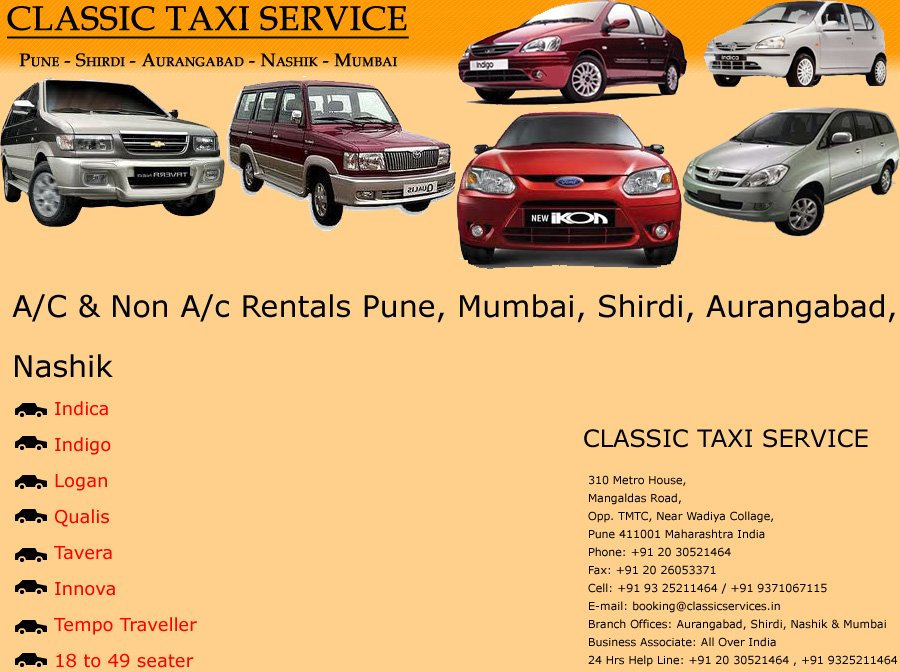 CLASSIC TAXI SERVICE
PUNE - SHIRDI - AURANGABAD - NASHIK - MUMBAI
indigo
indica
TAVERA
QUALIS
Ford
NEW IKON
A/C & Non A/c Rentals Pune, Mumbai, Shirdi, Aurangabad,
Nashik
Indica
Indigo
Logan
Qualis
Tavera
Innova
Tempo Traveller
18 to 49 seater
CLASSIC TAXI SERVICE
310 Metro House,
Mangaldas Road,
Opp. TMTC, Near Wadiya Collage,
Pune 411001 Maharashtra India
Phone: +91 20 30521464
Fax: +91 20 26053371
Cell: +91 93 25211464 / +91 9371067115
E-mail: booking@classicservices.in
Branch Offices: Aurangabad, Shirdi, Nashik & Mumbai
Business Associate: All Over India
24 Hrs Help Line: +91 20 30521464 , +91 9325211464